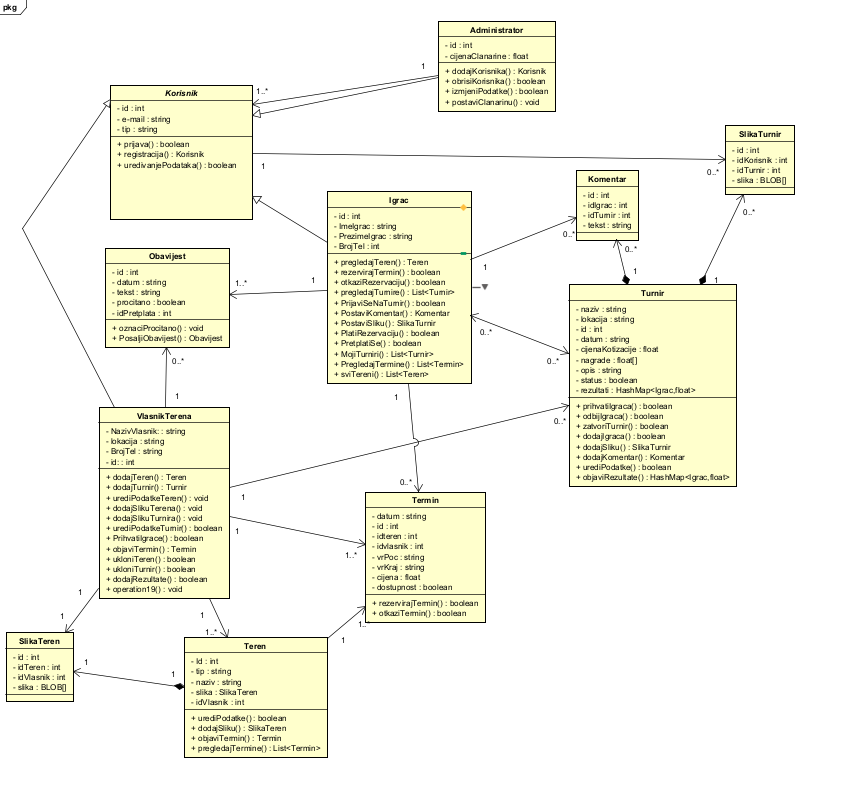 pkg
Administrator
- id : int
- cijenaClanarine : float
+ dodajKorisnika() : Korisnik
+ obrisiKorisnika() : boolean
+ izmjeniPodatke() : boolean
+ postaviClanarinu() : void
1
1..*
Korisnik
- id : int
- e-mail : string
- tip : string
+ prijava() : boolean
+ registracija() : Korisnik
+ uredivanjePodataka() : boolean
1
0..*
SlikaTurnir
- id : int
- idKorisnik : int
- idTurnir : int
- slika : BLOB[]
0..*
1
Komentar
- id : int
- idIgrac : int
- idTurnir : int
- tekst : string
0..*
0..*
1
Igrac
- id : int
- ImeIgrac : string
- PrezimeIgrac : string
- BrojTel : int
+ pregledajTeren() : Teren
+ rezervirajTermin() : boolean
+ otkaziRezervaciju() : boolean
+ pregledajTurnire() : List<Turnir>
+ PrijaviSeNaTurnir() : boolean
+ PostaviKomentar() : Komentar
+ PostaviSliku() : SlikaTurnir
+ PlatiRezervaciju() : boolean
+ PretplatiSe() : boolean
+ MojiTurniri() : List<Turnir>
+ PregledajTermine() : List<Termin>
+ sviTereni() : List<Teren>
1
1
1
0..*
0..*
Obavijest
- id : int
- datum : string
- tekst : string
- procitano : boolean
- idPretplata : int
+ oznaciProcitano() : void
+ PosaljiObavijest() : Obavijest
1..*
0..*
1
Turnir
- naziv : string
- lokacija : string
- id : int
- datum : string
- cijenaKotizacije : float
- nagrade : float[]
- opis : string
- status : boolean
- rezultati : HashMap<Igrac,float>
+ prihvatiIgraca() : boolean
+ odbijIgraca() : boolean
+ zatvoriTurnir() : boolean
+ dodajIgraca() : boolean
+ dodajSliku() : SlikaTurnir
+ dodajKomentar() : Komentar
+ urediPodatke() : boolean
+ objaviRezultate() : HashMap<Igrac,float>
0..*
VlasnikTerena
- NazivVlasnik: : string
- lokacija : string
- BrojTel : string
- id: : int
+ dodajTeren() : Teren
+ dodajTurnir() : Turnir
+ urediPodatkeTeren() : void
+ dodajSlikuTerena() : void
+ dodajSlikuTurnira() : void
+ urediPodatkeTurnir() : boolean
+ PrihvatiIgrace() : boolean
+ objaviTermin() : Termin
+ ukloniTeren() : boolean
+ ukloniTurnir() : boolean
+ dodajRezultate() : boolean
+ operation19() : void
1
1
1
1
0..*
1..*
Termin
- datum : string
- id : int
- idteren : int
- idvlasnik : int
- vrPoc : string
- vrKraj : string
- cijena : float
- dostupnost : boolean
+ rezervirajTermin() : boolean
+ otkaziTermin() : boolean
1..*
1
1
1..*
SlikaTeren
- id : int
- idTeren : int
- idVlasnik : int
- slika : BLOB[]
1
1
Teren
- Id : int
- tip : string
- naziv : string
- slika : SlikaTeren
- idVlasnik : int
+ urediPodatke() : boolean
+ dodajSliku() : SlikaTeren
+ objaviTermin() : Termin
+ pregledajTermine() : List<Termin>